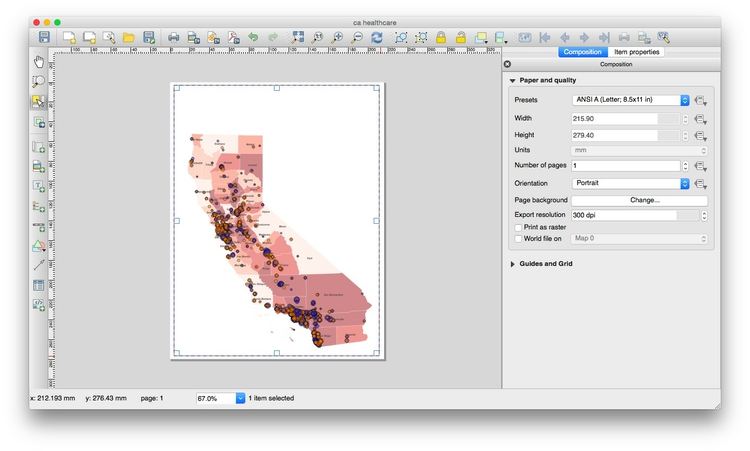 ca healthcare
Composition
Item properties
Composition
Paper and quality
Presets
ANSI A (Letter; 8.5x11 in)
Width
215.90
Height
279.40
Units
mm
Number of pages
1
Orientation
Portrait
Page background
Change...
Export resolution
300 dpi
Print as raster
World file on
Map 0
Guides and Grid
x: 212.193 mm
y: 276.43 mm
page: 1
67.0%
1 item selected